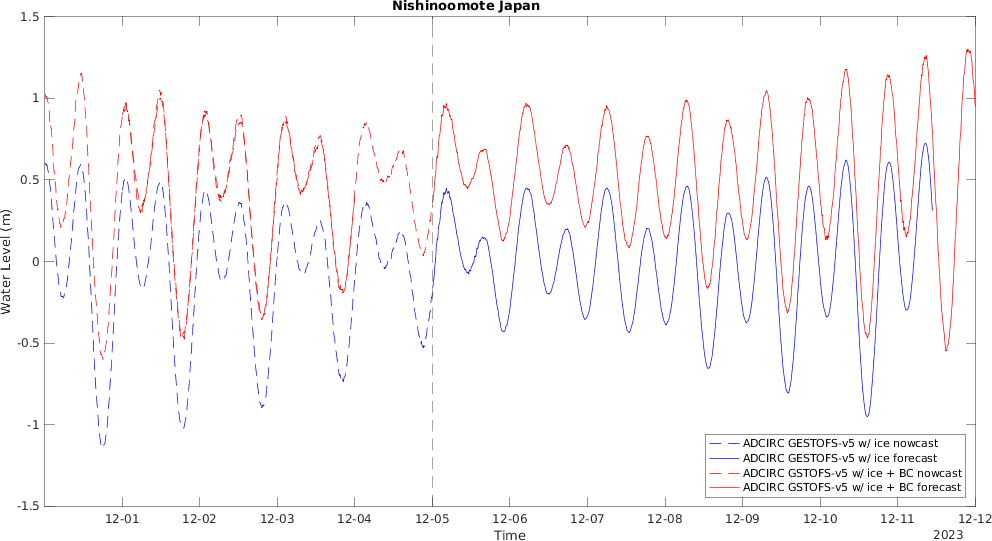 Nishinoomote Japan
1.5
1
0.5
0
-0.5
-1
-1.5
Water Level (m)
ADCIRC GESTOFS-v5 w/ ice nowcast
ADCIRC GESTOFS-v5 w/ ice forecast
ADCIRC GSTOFS-v5 w/ ice + BC nowcast
ADCIRC GSTOFS-v5 w/ ice + BC forecast
12-01 12-02 12-03 12-04 12-05 12-06 12-07 12-08 12-09 12-10 12-11 12-12
Time
2023